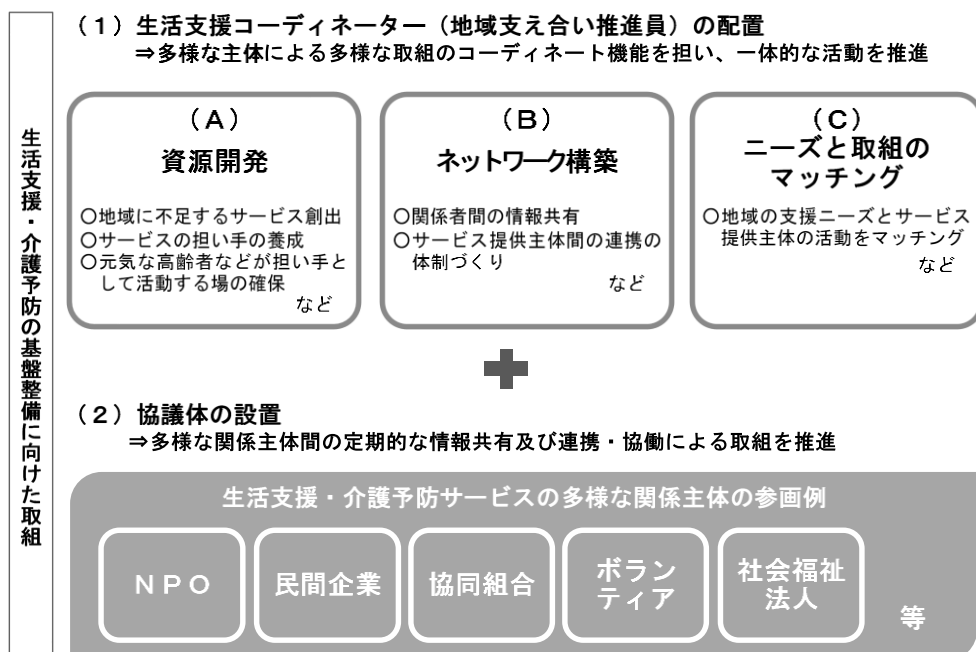 生活支援・介護予防の基盤整備に向けた取組
（１）生活支援コーディネーター（地域支え合い推進員）の配置
⇒多様な主体による多様な取組のコーディネート機能を担い、一体的な活動を推進
（Ａ）
資源開発
○地域に不足するサービス創出
○サービスの担い手の養成
○元気な高齢者などが担い手と
して活動する場の確保
など
（Ｂ）
ネットワーク構築
○関係者間の情報共有
○サービス提供主体間の連携の
体制づくり
など
（Ｃ）
ニーズと取組の
マッチング
○地域の支援ニーズとサービス
提供主体の活動をマッチング
など
（２）協議体の設置
⇒多様な関係主体間の定期的な情報共有及び連携・協働による取組を推進
生活支援・介護予防サービスの多様な関係主体の参画例
ＮＰＯ
民間企業
協同組合
ボラン
ティア
社会福祉
法人
等